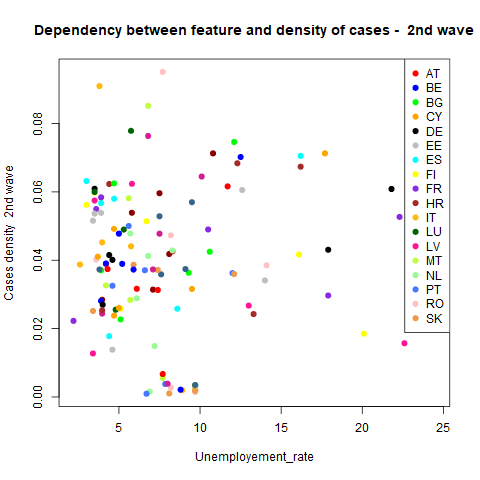 Dependency between feature and density of cases -  2nd wave
Cases density  2nd wave
0.08
0.06
0.04
0.02
0.00
5
10
15
20
25
Unemployement_rate
AT
BE
BG
CY
DE
EE
ES
FI
FR
HR
IT
LU
LV
MT
NL
PT
RO
SK